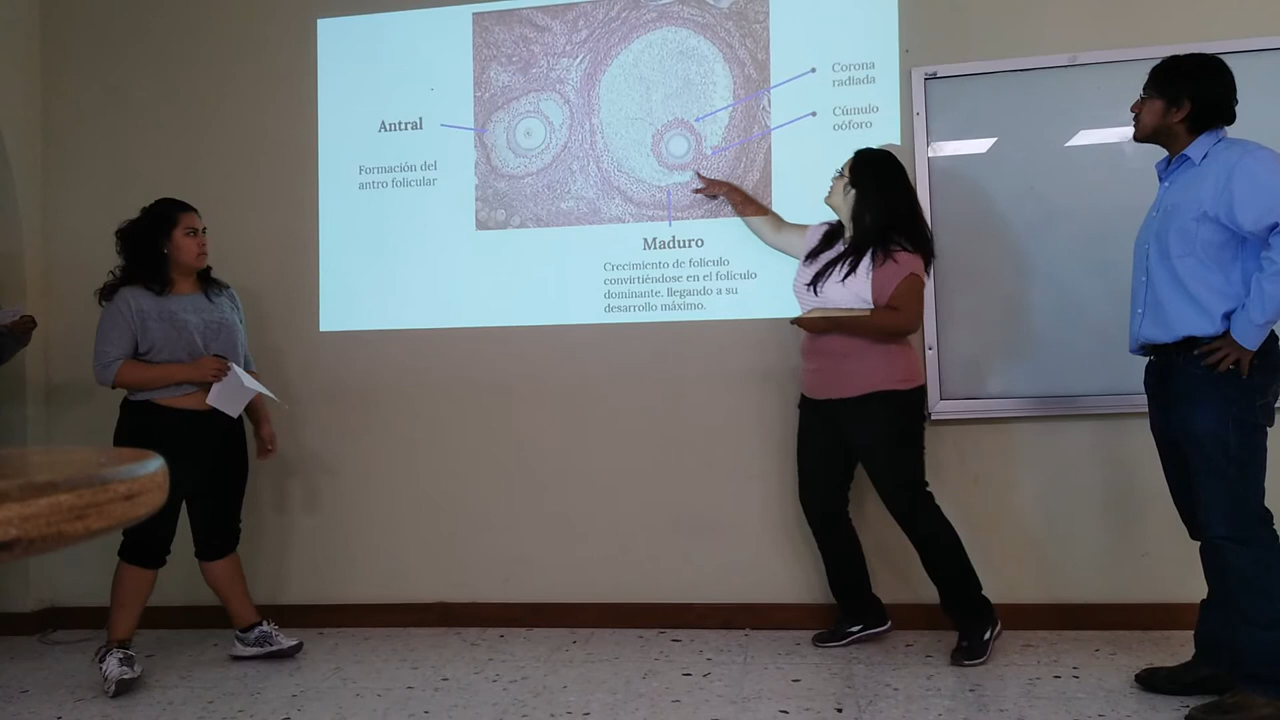 Antral
Formación del
antro folicular
Corona
radiada
Cúmulo
oóforo
Maduro
Crecimiento de folículo
convirtiéndose en el folículo
dominante, llegando a su
desarrollo máximo.